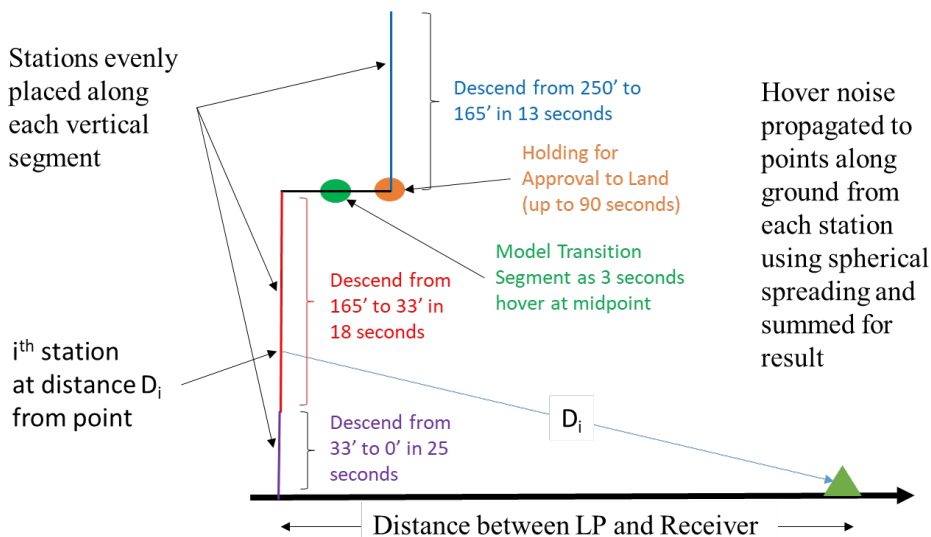 Stations evenly
placed along
each vertical
segment
Descend from 250’ to
165’ in 13 seconds
Holding for
Approval to Land
(up to 90 seconds)
Model Transition
Segment as 3 seconds
hover at midpoint
Descend from
165’ to 33’ in
18 seconds
Hover noise
propagated to
points along
ground from
each station
using spherical
spreading and
summed for
result
ith station
at distance Di
from point
Di
Descend from
33’ to 0’ in 25
seconds
Distance between LP and Receiver